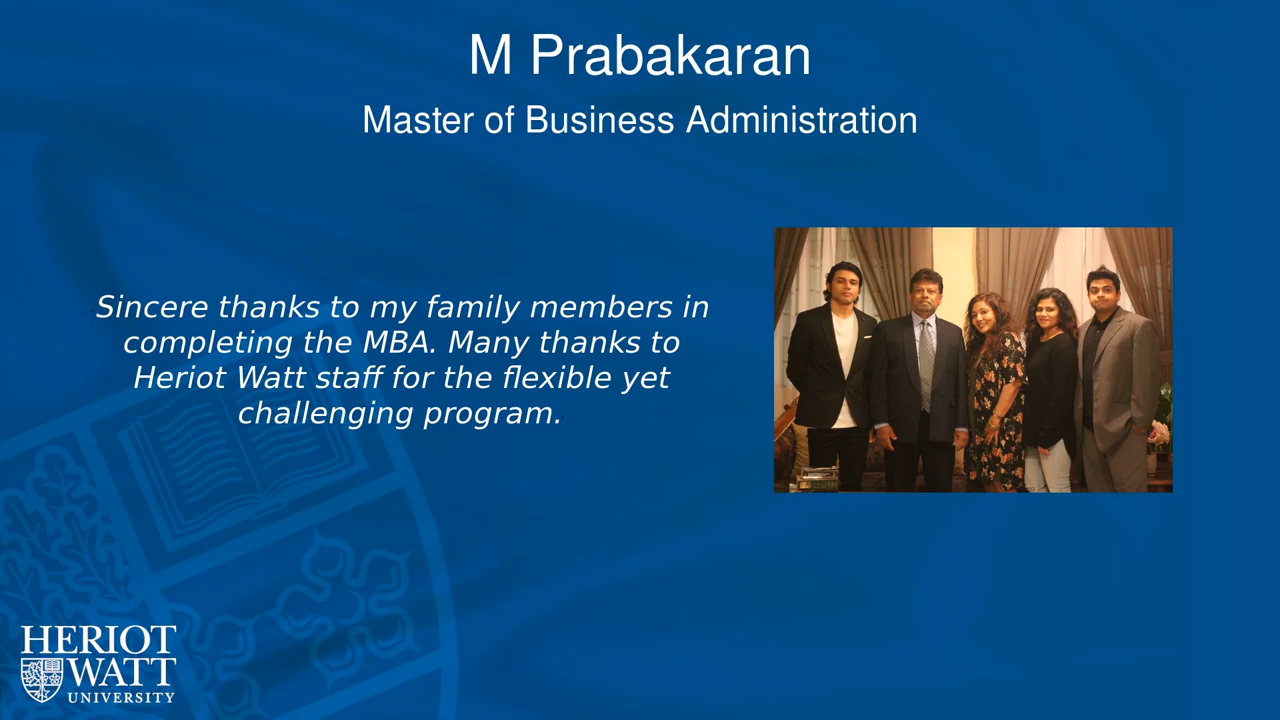 M Prabakaran
Master of Business Administration
Sincere thanks to my family members in
completing the MBA. Many thanks to
Heriot Watt staff for the flexible yet
challenging program.
HERIOT
WATT
UNIVERSITY